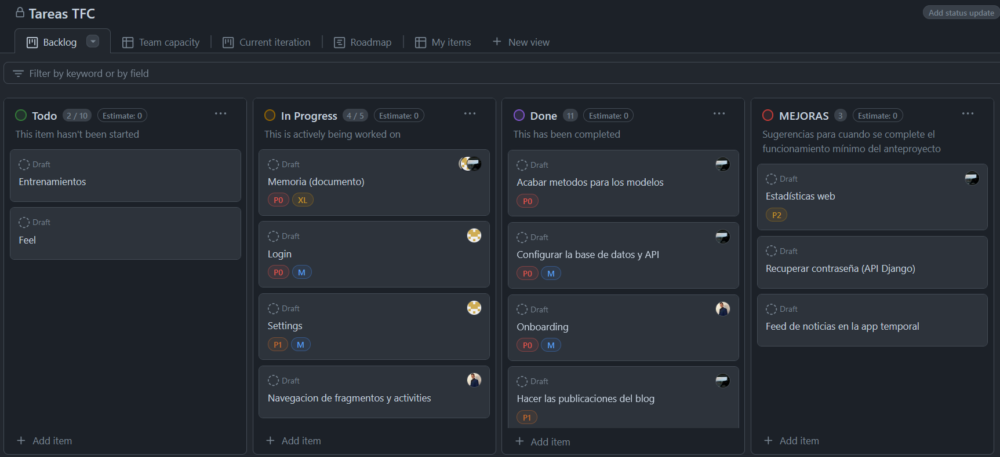 Tareas TFC
Add status update
Backlog
Team capacity
Current iteration
Roadmap
My items
New view
Filter by keyword or by field
Todo 2 / 10 Estimate: 0
This item hasn't been started
Draft
Entrenamientos
Draft
Feel
Add item
In Progress 4 / 5 Estimate: 0
This is actively being worked on
Draft
Memoria (documento)
P0 XL
Draft
Login
P0 M
Draft
Settings
P1 M
Draft
Navegacion de fragmentos y activities
Add item
Done 11 Estimate: 0
This has been completed
Draft
Acabar metodos para los modelos
P0
Draft
Configurar la base de datos y API
P0 M
Draft
Onboarding
P0 M
Draft
Hacer las publicaciones del blog
P1
Add item
MEJORAS 3 Estimate: 0
Sugerencias para cuando se complete el
funcionamiento mínimo del anteproyecto
Draft
Estadísticas web
P2
Draft
Recuperar contraseña (API Django)
Draft
Feed de noticias en la app temporal
Add item